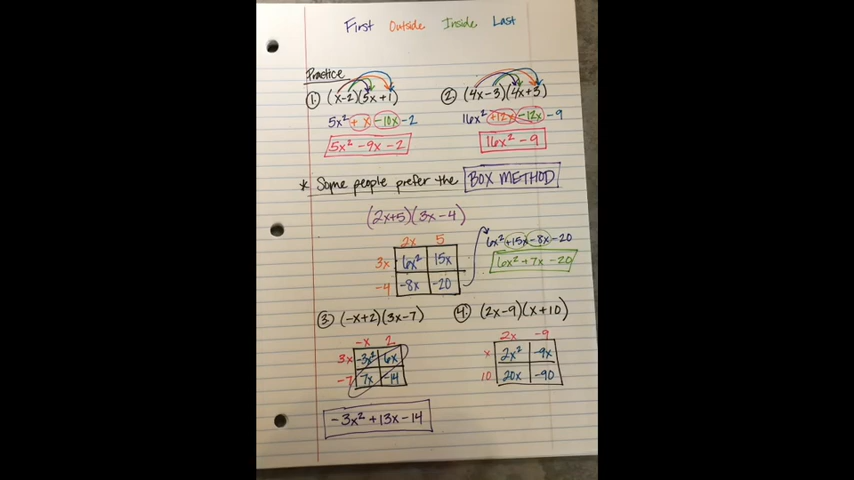 First Outside Inside Last
Practice
1. (x-2)(5x+1)
5x² + x - 10x - 2
5x² - 9x - 2
2. (4x-3)(4x+3)
16x² +12x -12x -9
16x² - 9
* Some people prefer the BOX METHOD
(2x+5)(3x-4)
2x 5
3x 6x² 15x
-4 -8x -20
6x² +15x -8x -20
6x² + 7x - 20
3. (-x+2)(3x-7)
-x 2
3x -3x² 6x
-7 7x -14
-3x² + 13x - 14
4. (2x-9)(x+10)
2x -9
x 2x² -9x
10 20x -90